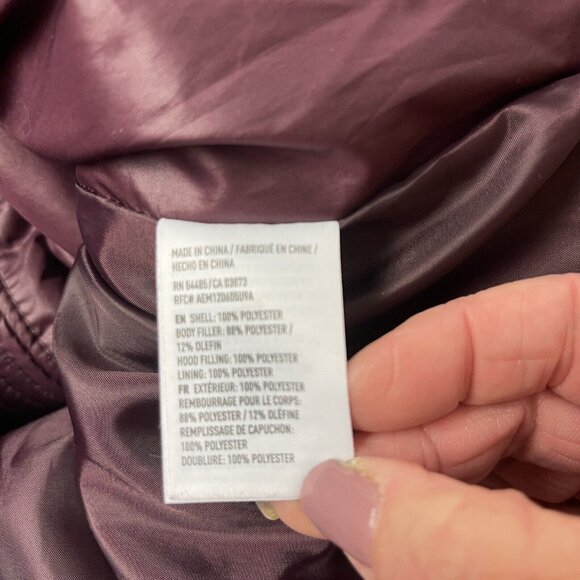 MADE IN CHINA / FABRIQUÉ EN CHINE /
HECHO EN CHINA
RN 54485/CA 03873
RFC# AEM120605U9A
EN SHELL: 100% POLYESTER
BODY FILLER: 88% POLYESTER /
12% OLEFIN
HOOD FILLING: 100% POLYESTER
LINING: 100% POLYESTER
FR EXTÉRIEUR: 100% POLYESTER
REMBOURRAGE POUR LE CORPS:
88% POLYESTER / 12% OLÉFINE
REMPLISSAGE DE CAPUCHON:
100% POLYESTER
DOUBLURE: 100% POLYESTER